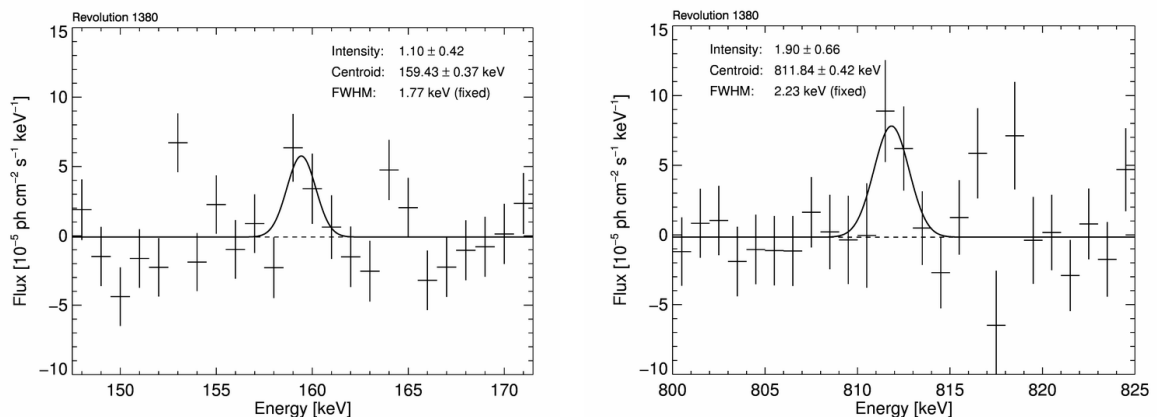 Revolution 1380
15
10
5
0
−5
−10
Flux [10⁻⁵ ph cm⁻² s⁻¹ keV⁻¹]
Intensity: 1.10 ± 0.42
Centroid: 159.43 ± 0.37 keV
FWHM: 1.77 keV (fixed)
150 155 160 165 170
Energy [keV]
Revolution 1380
15
10
5
0
−5
−10
Flux [10⁻⁵ ph cm⁻² s⁻¹ keV⁻¹]
Intensity: 1.90 ± 0.66
Centroid: 811.84 ± 0.42 keV
FWHM: 2.23 keV (fixed)
800 805 810 815 820 825
Energy [keV]